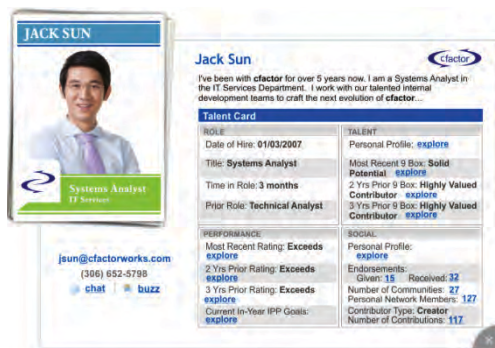 JACK SUN
Systems Analyst
IT Services
jsun@cfactorworks.com
(306) 652-5798
chat buzz
Jack Sun
cfactor
I've been with cfactor for over 5 years now. I am a Systems Analyst in
the IT Services Department. I work with our talented internal
development teams to craft the next evolution of cfactor...
Talent Card
ROLE
Date of Hire: 01/03/2007
Title: Systems Analyst
Time in Role: 3 months
Prior Role: Technical Analyst
TALENT
Personal Profile: explore
Most Recent 9 Box: Solid
Potential explore
2 Yrs Prior 9 Box: Highly Valued
Contributor explore
3 Yrs Prior 9 Box: Highly Valued
Contributor explore
PERFORMANCE
Most Recent Rating: Exceeds
explore
2 Yrs Prior Rating: Exceeds
explore
3 Yrs Prior Rating: Exceeds
explore
Current In-Year IPP Goals:
explore
SOCIAL
Personal Profile:
explore
Endorsements:
Given: 15 Received: 32
Number of Communities: 27
Personal Network Members: 127
Contributor Type: Creator
Number of Contributions: 117